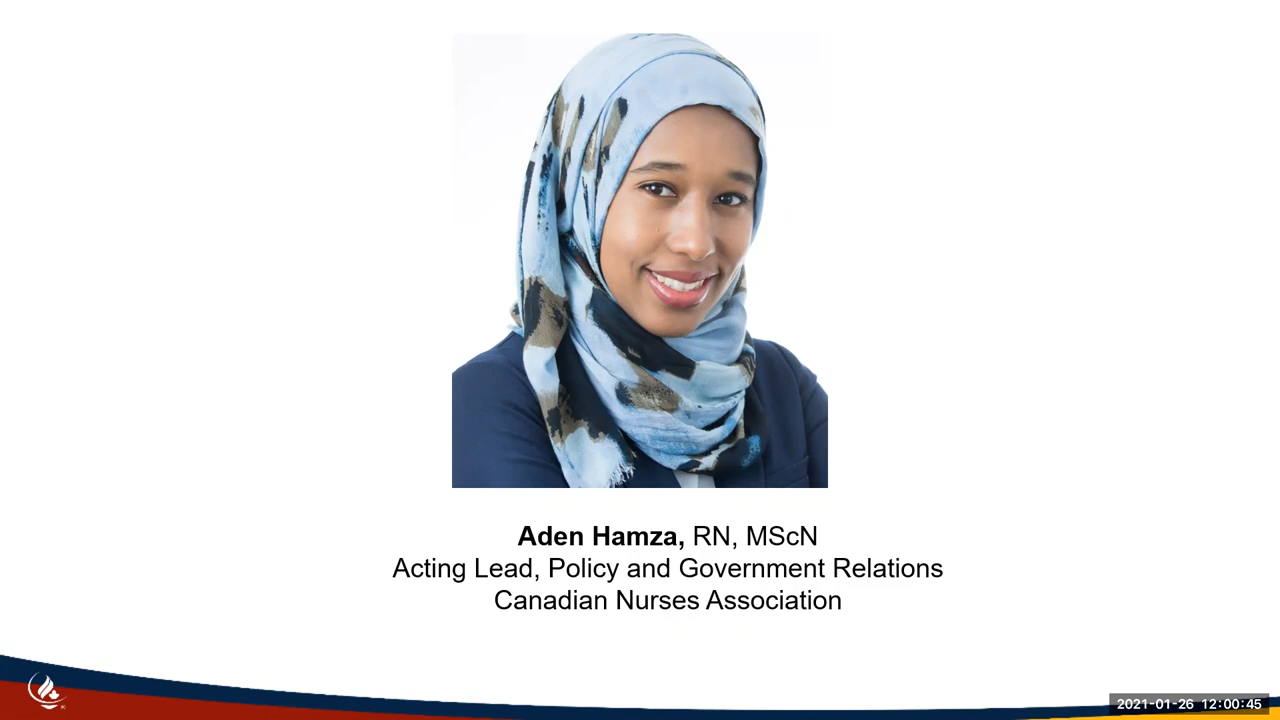 Aden Hamza, RN, MScN
Acting Lead, Policy and Government Relations
Canadian Nurses Association
2021-01-26 12:00:45